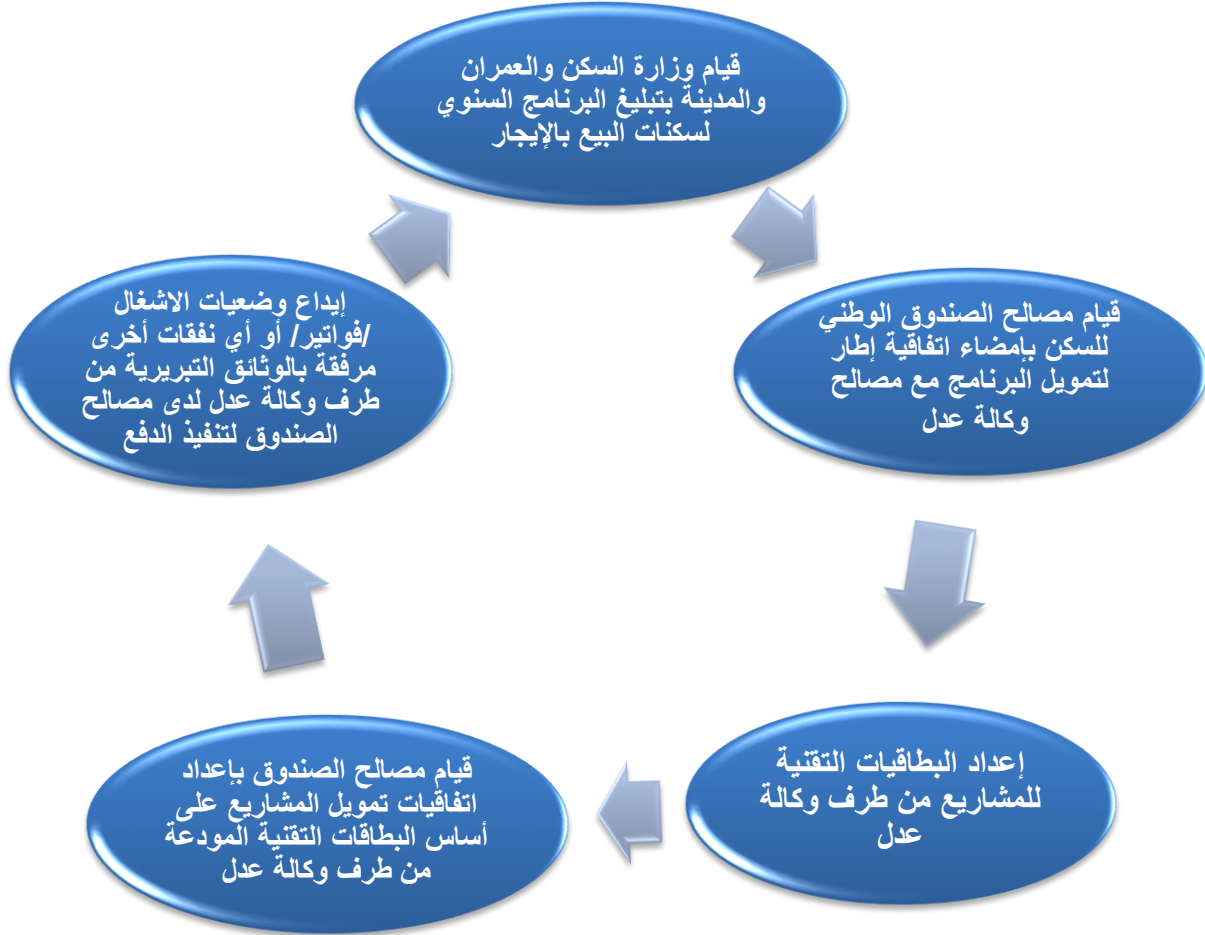 قيام وزارة السكن والعمران
والمدينة بتبليغ البرنامج السنوي
لسكنات البيع بالإيجار
قيام مصالح الصندوق الوطني
للسكن بإمضاء اتفاقية إطار
لتمويل البرنامج مع مصالح
وكالة عدل
إعداد البطاقيات التقنية
للمشاريع من طرف وكالة
عدل
قيام مصالح الصندوق بإعداد
اتفاقيات تمويل المشاريع على
أساس البطاقات التقنية المودعة
من طرف وكالة عدل
إيداع وضعيات الاشغال
/فواتير/ أو أي نفقات أخرى
مرفقة بالوثائق التبريرية من
طرف وكالة عدل لدى مصالح
الصندوق لتنفيذ الدفع